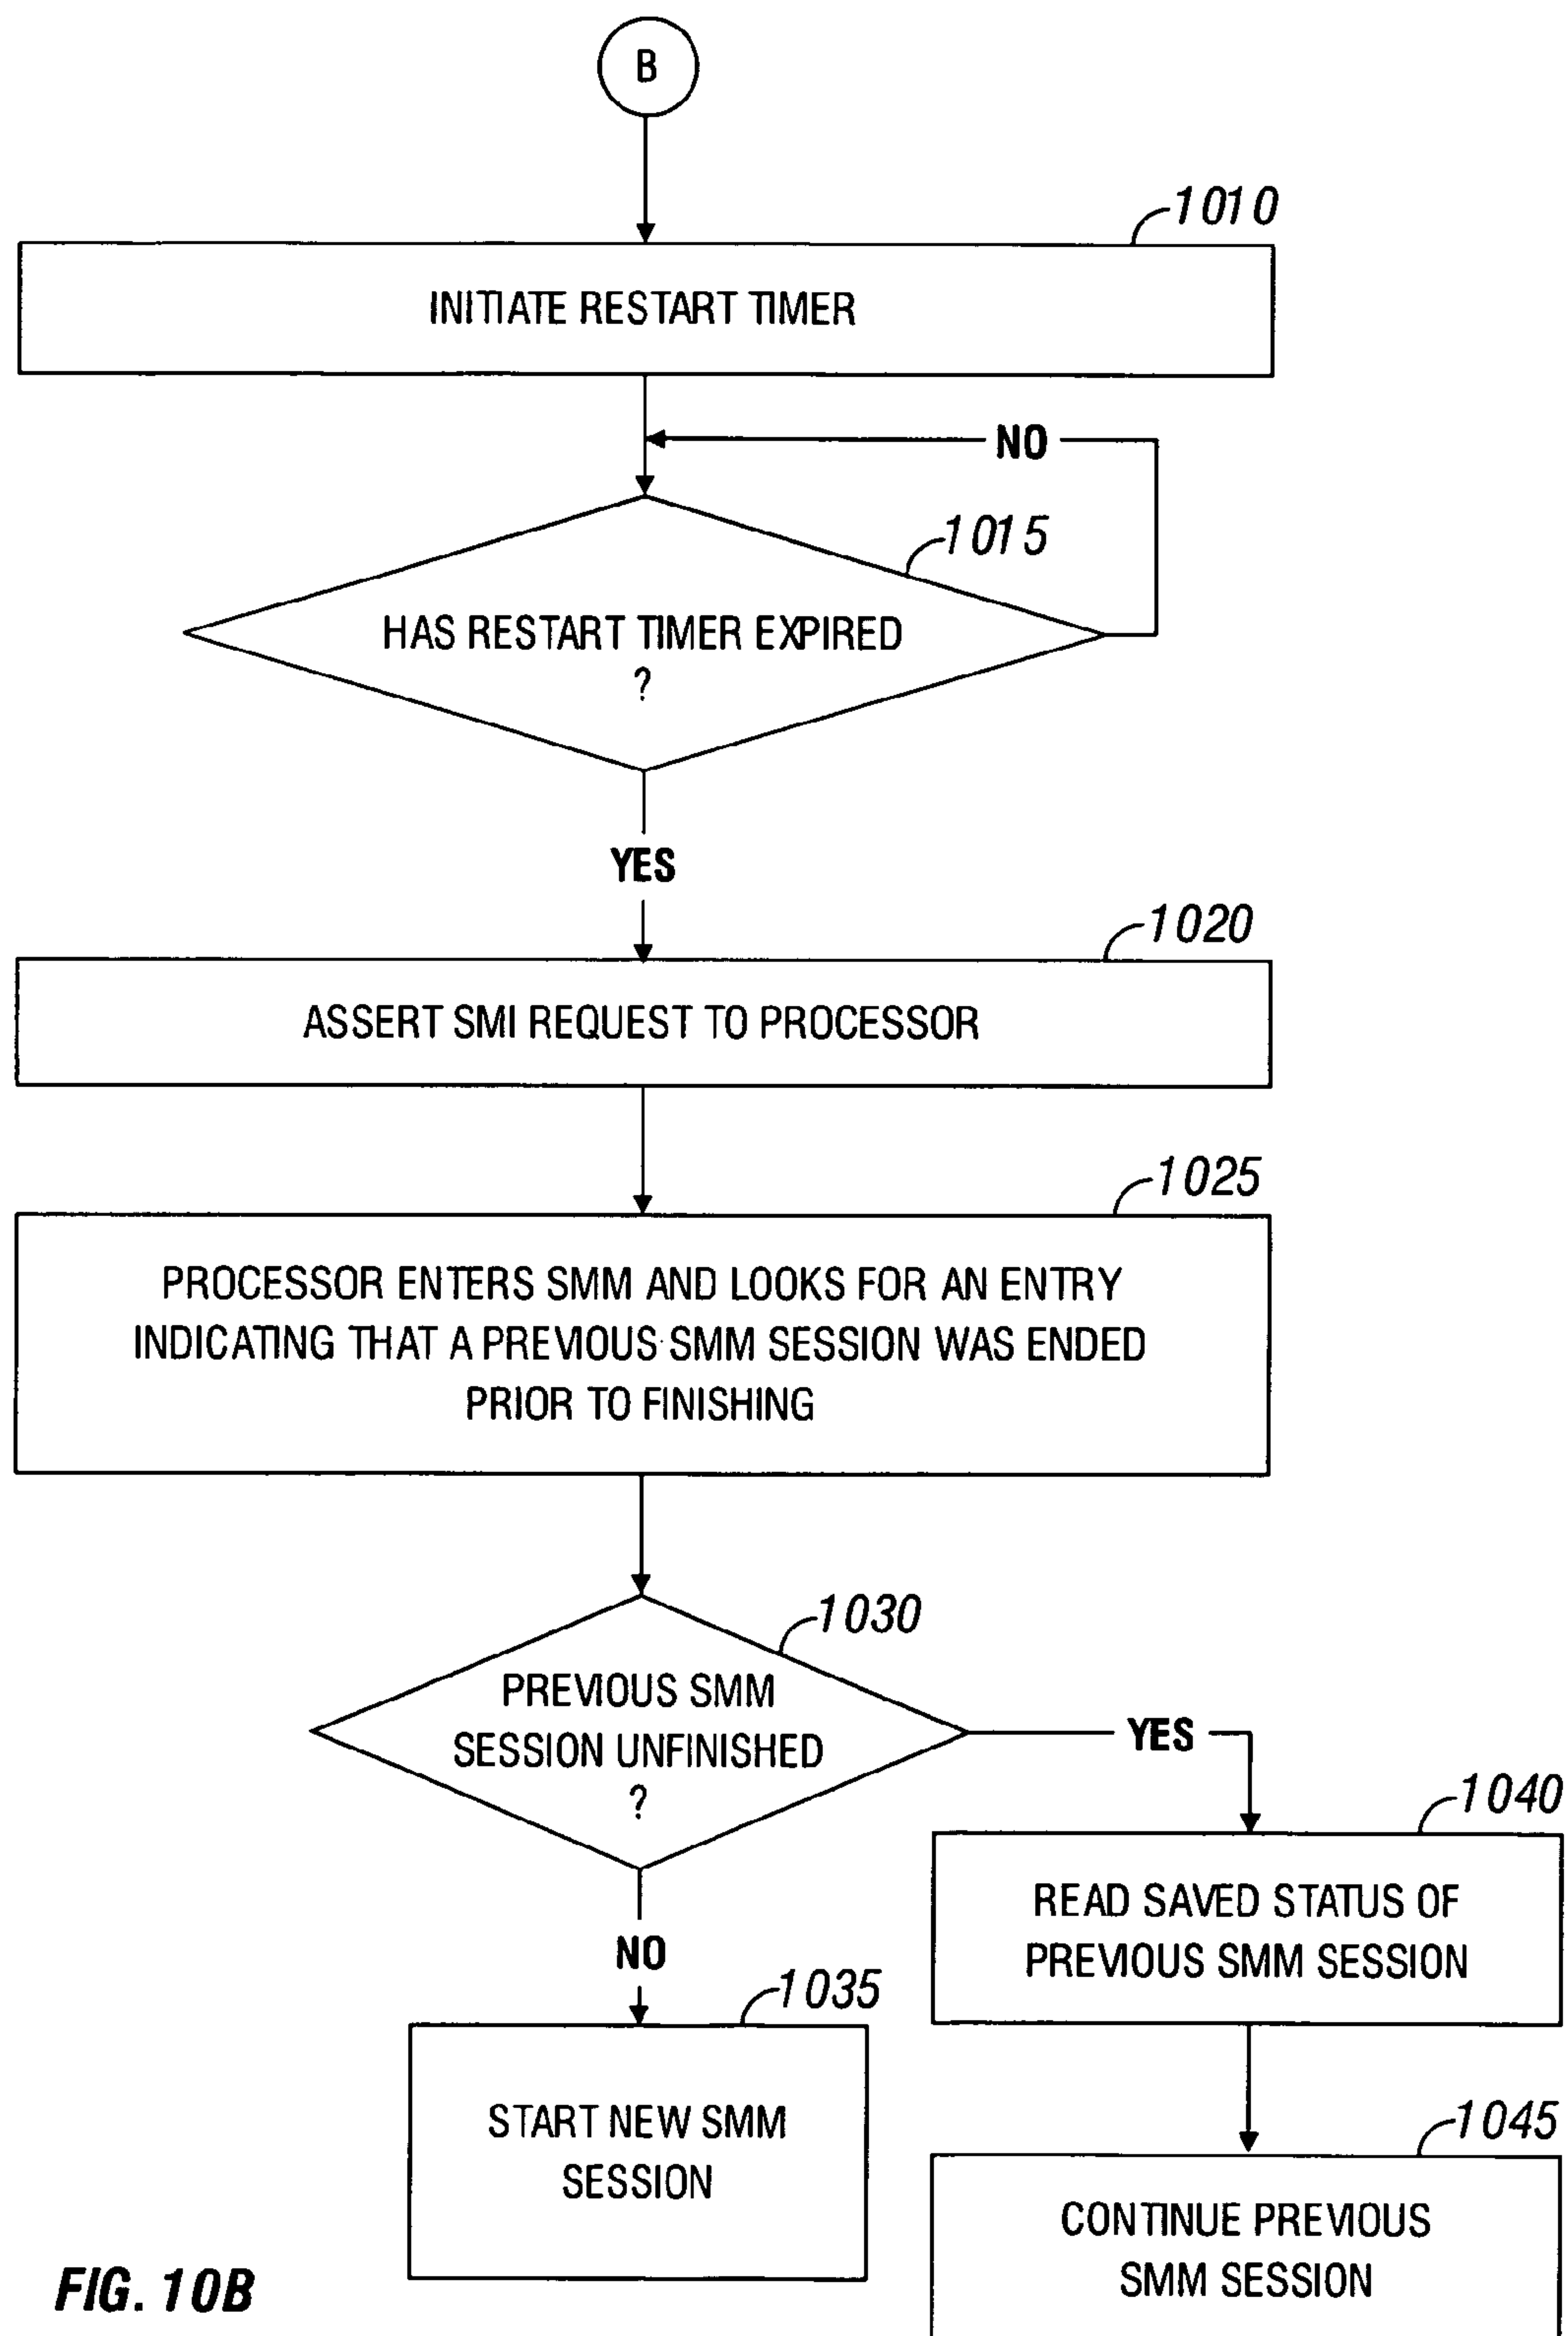 B
1010
INITIATE RESTART TIMER
NO
1015
HAS RESTART TIMER EXPIRED
?
YES
1020
ASSERT SMI REQUEST TO PROCESSOR
1025
PROCESSOR ENTERS SMM AND LOOKS FOR AN ENTRY
INDICATING THAT A PREVIOUS SMM SESSION WAS ENDED
PRIOR TO FINISHING
1030
PREVIOUS SMM
SESSION UNFINISHED
?
YES
1040
READ SAVED STATUS OF
PREVIOUS SMM SESSION
NO
1035
START NEW SMM
SESSION
1045
CONTINUE PREVIOUS
SMM SESSION
FIG. 10B